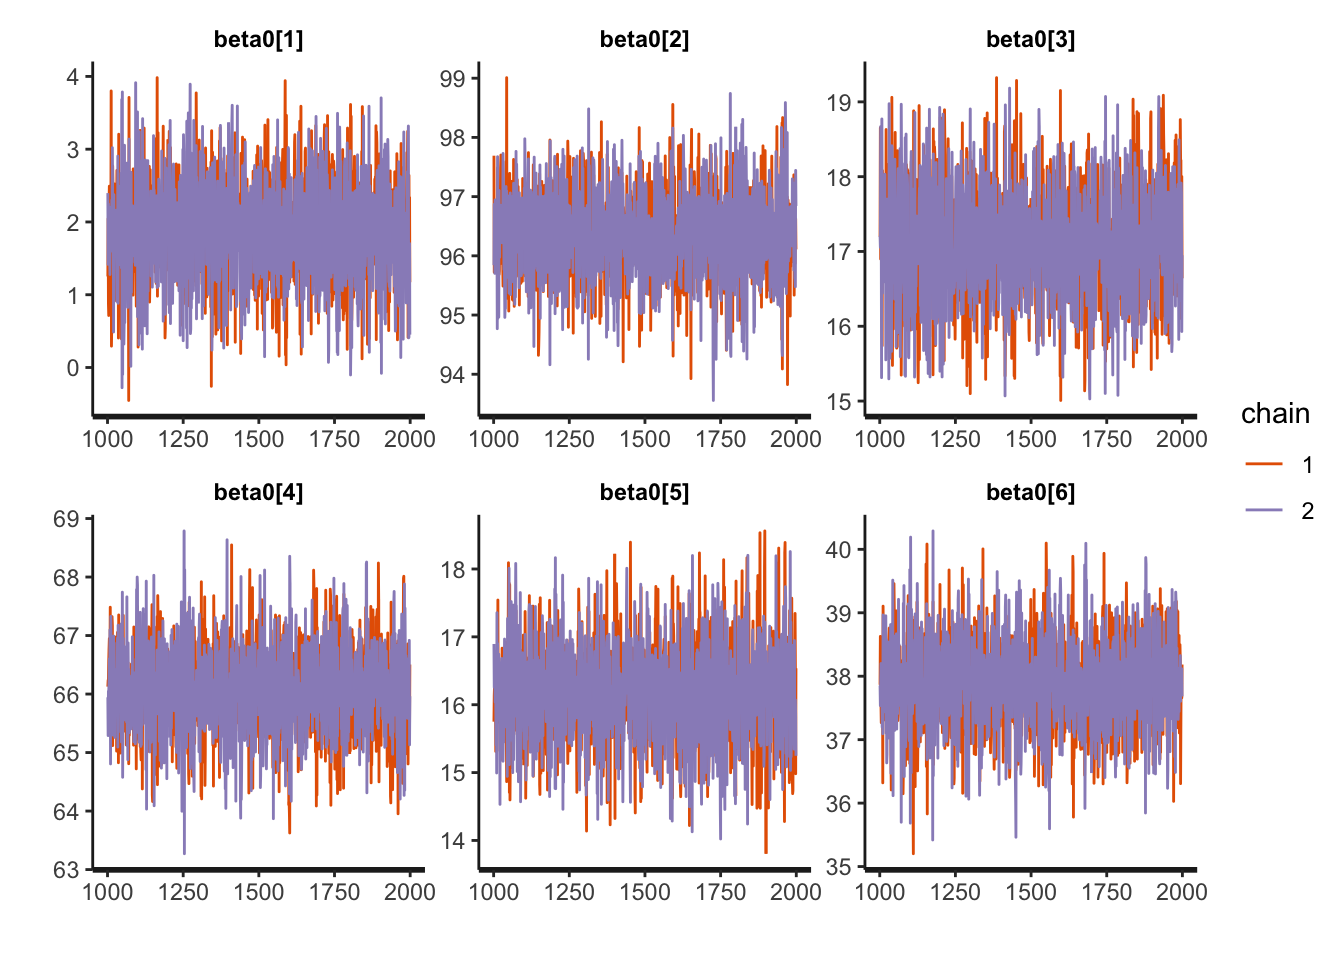 beta0[1] beta0[2] beta0[3]
4 99
3 98 19
2 97 18
1 96 17
0 95 16
94 15
1000 1250 1500 1750 2000 1000 1250 1500 1750 2000 1000 1250 1500 1750 2000
beta0[4] beta0[5] beta0[6]
69
68 18 40
67 17 39
66 16 38
65 15 37
64 14 36
63 35
1000 1250 1500 1750 2000 1000 1250 1500 1750 2000 1000 1250 1500 1750 2000
chain
1
2